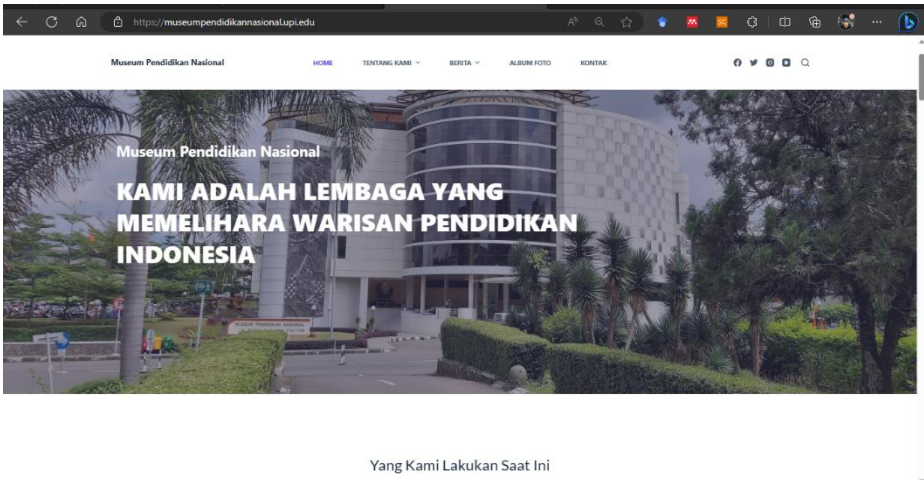 https://museumpendidikannasional.upi.edu
Museum Pendidikan Nasional
HOME
TENTANG KAMI
BERITA
ALBUM FOTO
KONTAK
Museum Pendidikan Nasional
KAMI ADALAH LEMBAGA YANG
MEMELIHARA WARISAN PENDIDIKAN
INDONESIA
MUSEUM PENDIDIKAN NASIONAL
Yang Kami Lakukan Saat Ini